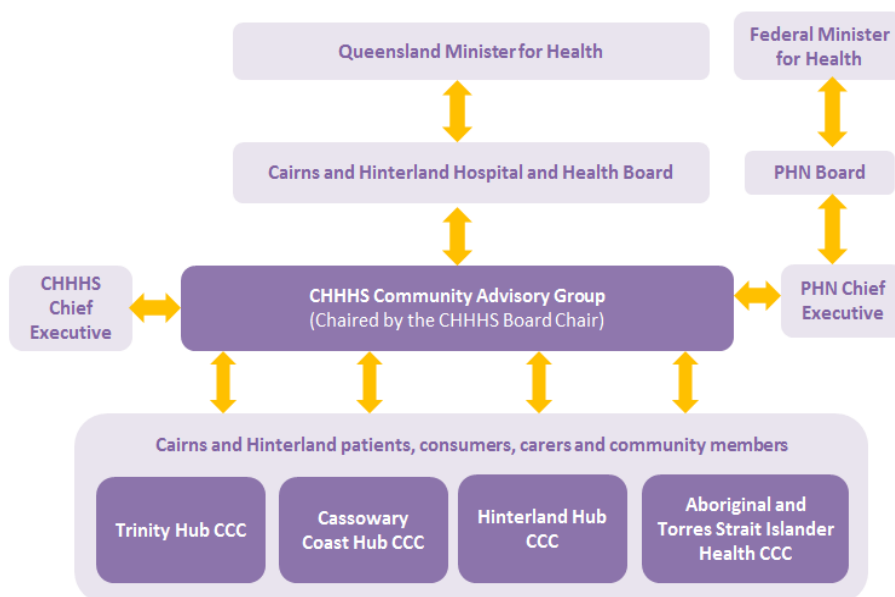 Queensland Minister for Health
Federal Minister
for Health
Cairns and Hinterland Hospital and Health Board
PHN Board
CHHHS
Chief
Executive
CHHHS Community Advisory Group
(Chaired by the CHHHS Board Chair)
PHN Chief
Executive
Cairns and Hinterland patients, consumers, carers and community members
Trinity Hub CCC
Cassowary
Coast Hub CCC
Hinterland Hub
CCC
Aboriginal and
Torres Strait Islander
Health CCC